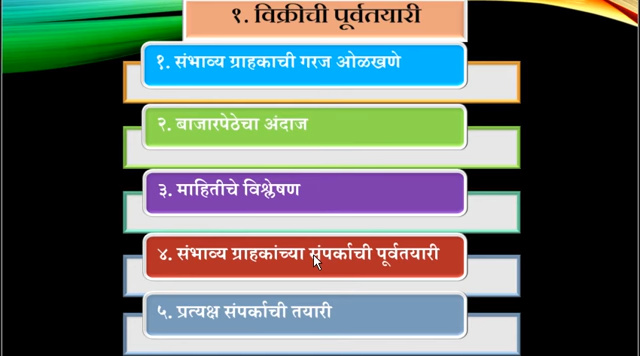 १. विक्रीची पूर्वतयारी
१. संभाव्य ग्राहकाची गरज ओळखणे
२. बाजारपेठेचा अंदाज
३. माहितीचे विश्लेषण
४. संभाव्य ग्राहकांच्या संपर्काची पूर्वतयारी
५. प्रत्यक्ष संपर्काची तयारी